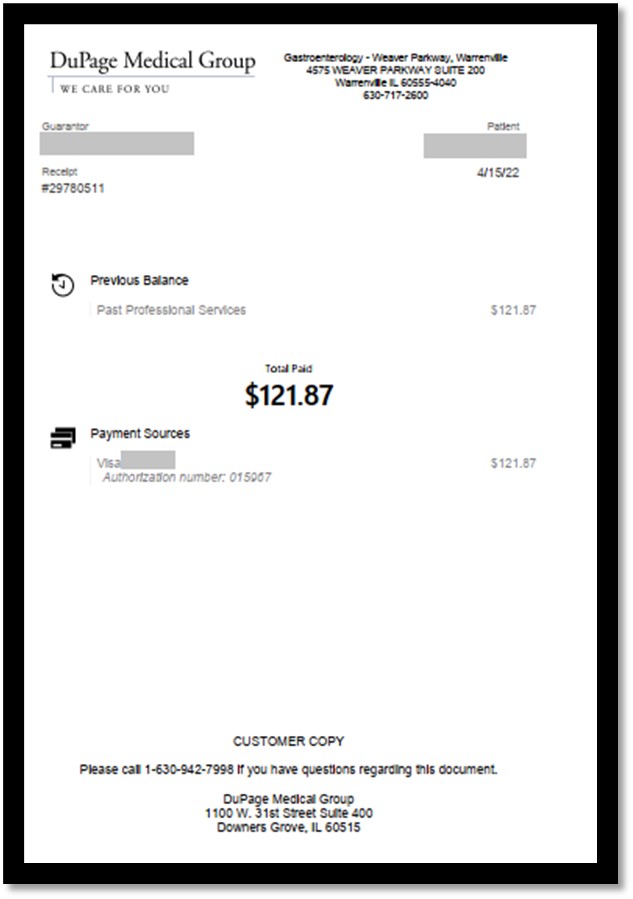 DuPage Medical Group
WE CARE FOR YOU
Gastroenterology - Weaver Parkway, Warrenville
4575 WEAVER PARKWAY SUITE 200
Warrenville IL 60555-4040
630-717-2600
Guarantor
Patient
Receipt
#29780511
4/15/22
Previous Balance
Past Professional Services $121.87
Total Paid
$121.87
Payment Sources
Visa $121.87
Authorization number: 015967
CUSTOMER COPY
Please call 1-630-942-7998 if you have questions regarding this document.
DuPage Medical Group
1100 W. 31st Street Suite 400
Downers Grove, IL 60515